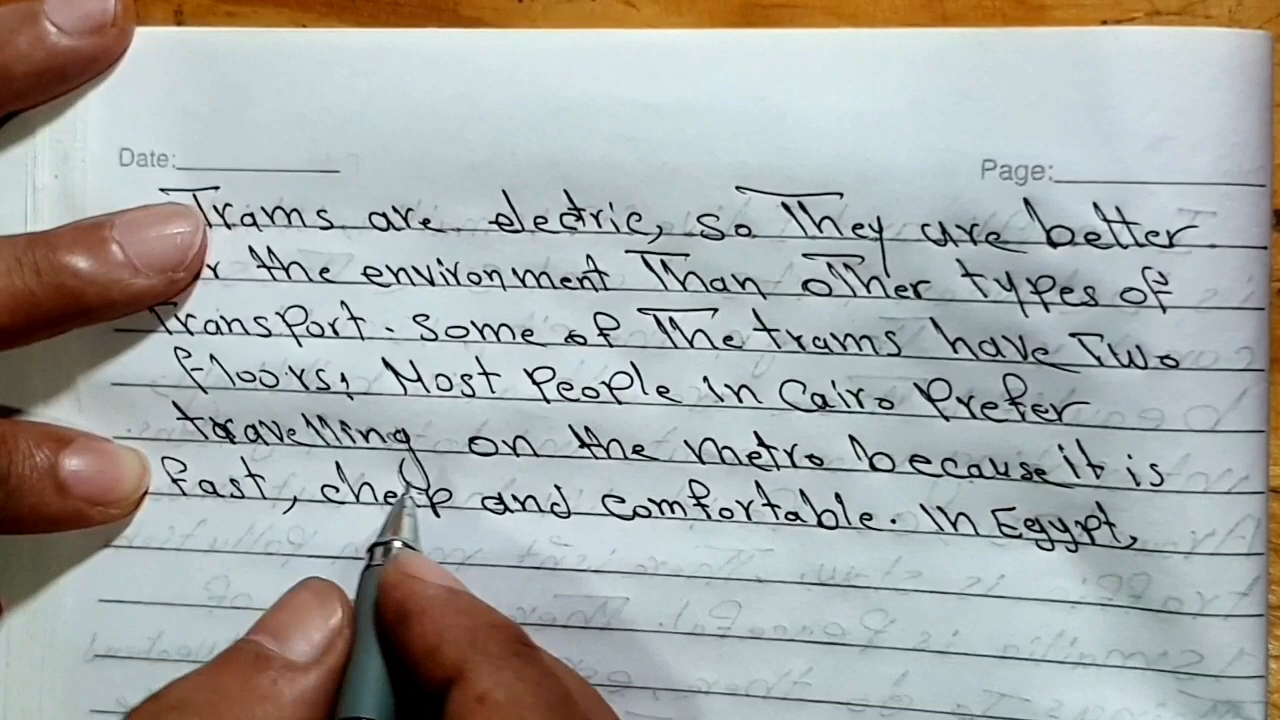 Date:
Page:
Trams are electric, so They are better
the environment Than oTher types of
Transport. Some of The trams have Two
floors, Most People in Cairo Prefer
travelling on the metro because it is
fast, and comfortable. In Egypt,